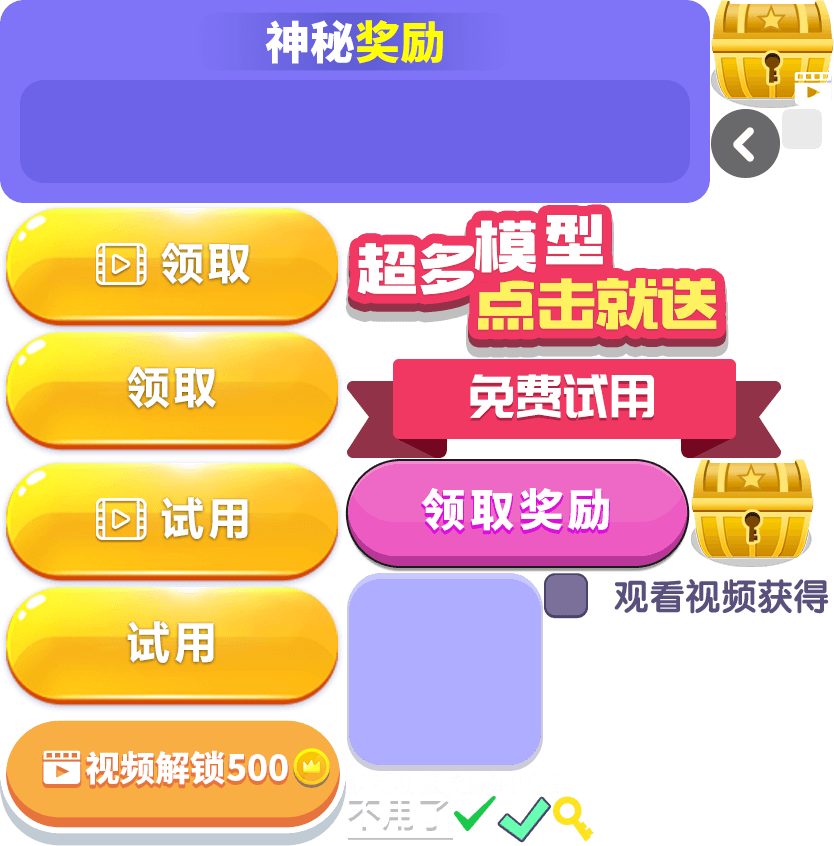 神秘奖励
领取
超多模型
点击就送
领取
免费试用
试用
领取奖励
试用
观看视频获得
视频解锁500
不用了